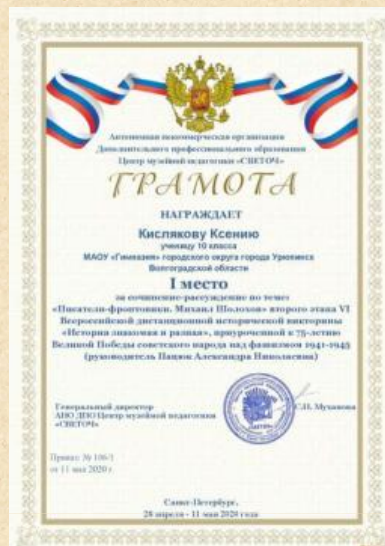 Автономная некоммерческая организация
Дополнительного профессионального образования
Центр музейной педагогики «СВЕТОЧ»
ГРАМОТА
НАГРАЖДАЕТ
Кислякову Ксению
ученицу 10 класса
МАОУ «Гимназия» городского округа города Урюпинск
Волгоградской области
I место
за сочинение-рассуждение по теме:
«Писатели-фронтовики. Михаил Шолохов» второго этапа VI
Всероссийской дистанционной исторической викторины
«История знакомая и разная», приуроченной к 75-летию
Великой Победы советского народа над фашизмом 1941-1945
(руководитель Пацюк Александра Николаевна)
Генеральный директор
АНО ДПО Центр музейной педагогики
«СВЕТОЧ»
С.П. Муханова
Приказ № 106/1
от 11 мая 2020 г.
Санкт-Петербург,
28 апреля - 11 мая 2020 года